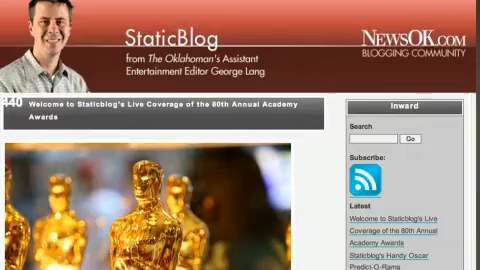 StaticBlog
from The Oklahoman's Assistant
Entertainment Editor George Lang
NEWSOK.COM
BLOGGING COMMUNITY
440
Welcome to Staticblog's Live Coverage of the 80th Annual Academy
Awards
Inward
Search
Go
Subscribe:
Latest
Welcome to Staticblog's Live
Coverage of the 80th Annual
Academy Awards
Staticblog's Handy Oscar
Predict-O-Rama